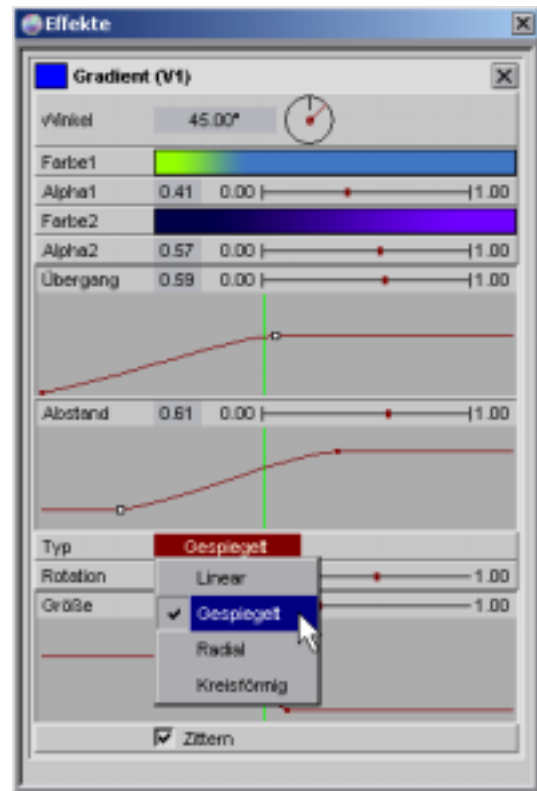 Effekte
Gradient (V1)
Winkel 45.00°
Farbe1
Alpha1 0.41 0.00 1.00
Farbe2
Alpha2 0.57 0.00 1.00
Übergang 0.59 0.00 1.00
Abstand 0.61 0.00 1.00
Typ Gespiegelt
Rotation 1.00
Linear
Größe 1.00
Gespiegelt
Radial
Kreisförmig
Zittern